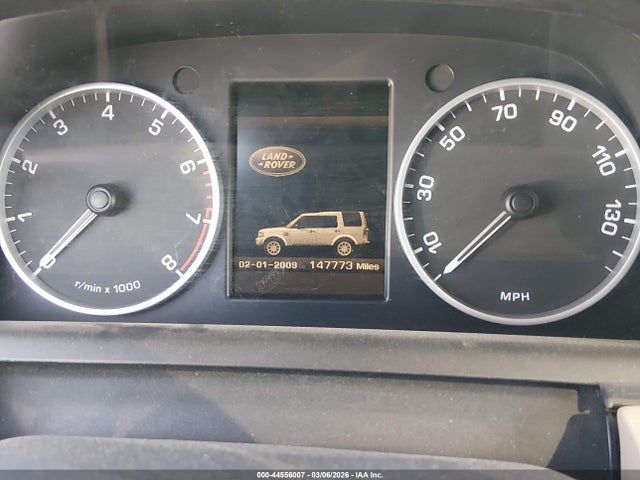 0 1 2 3 4 5 6 7 8
r/min x 1000
LAND-
-ROVER
02-01-2009 147773 Miles
10 30 50 70 90 110 130
MPH
000-44556007 - 03/06/2026 - IAA Inc.